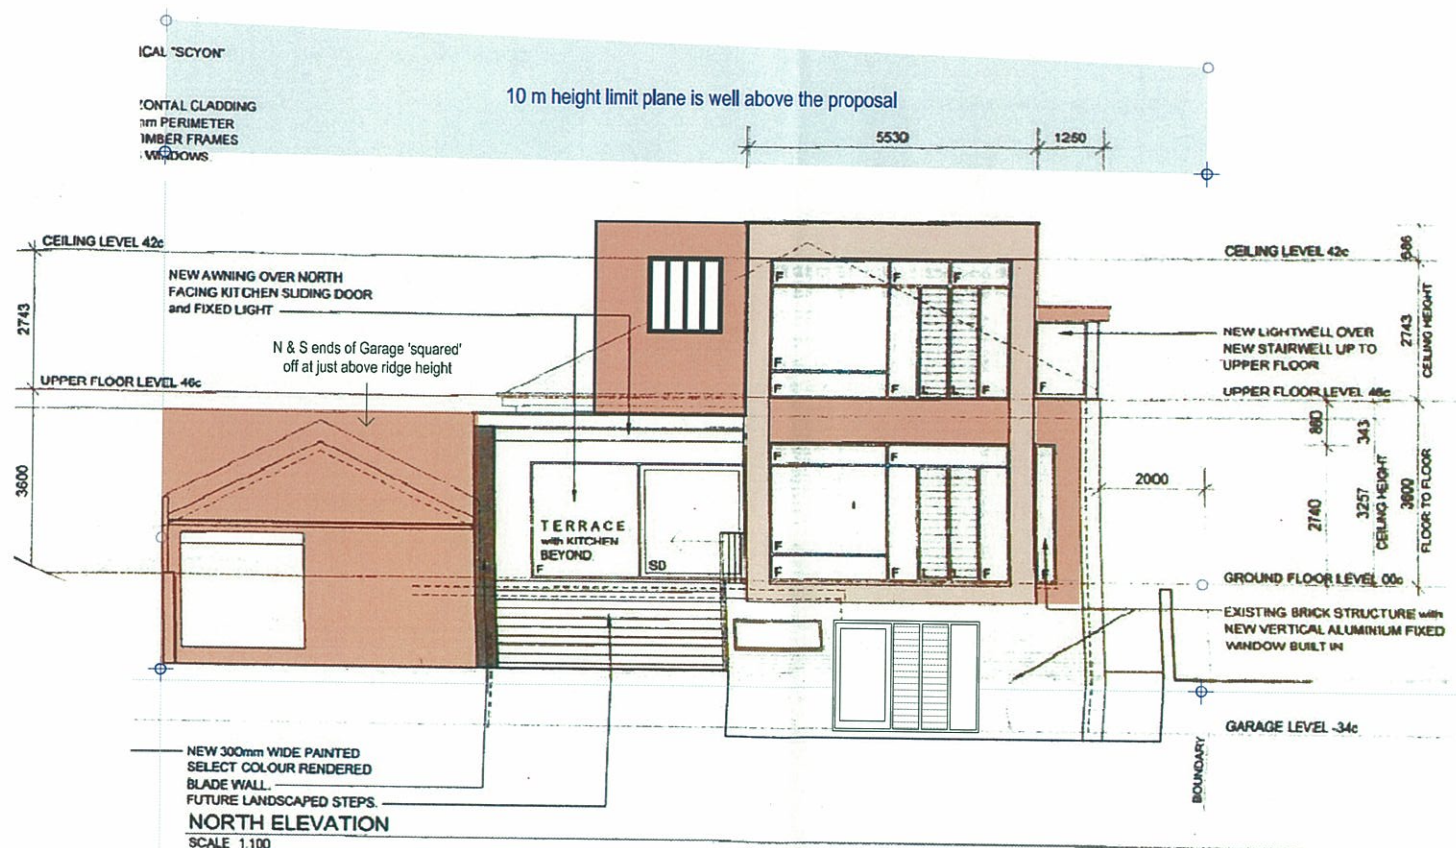 ICAL "SCYON"
ZONTAL CLADDING
mm PERIMETER
IMBER FRAMES
WINDOWS
10 m height limit plane is well above the proposal
5530
1250
CEILING LEVEL 42c
CEILING LEVEL 42c
686
NEW AWNING OVER NORTH
FACING KITCHEN SLIDING DOOR
and FIXED LIGHT
2743
N & S ends of Garage 'squared'
off at just above ridge height
UPPER FLOOR LEVEL 46c
F
F
F
F
F
L
L
F
F
NEW LIGHTWELL OVER
NEW STAIRWELL UP TO
UPPER FLOOR
2743
CEILING HEIGHT
UPPER FLOOR LEVEL 46c
860
343
3600
2000
2740
3257
CEILING HEIGHT
3600
FLOOR TO FLOOR
TERRACE
with KITCHEN
BEYOND.
F
SD
F
F
F
F
F
L
L
F
F
GROUND FLOOR LEVEL 00c
EXISTING BRICK STRUCTURE with
NEW VERTICAL ALUMINIUM FIXED
WINDOW BUILT IN
GARAGE LEVEL -34c
BOUNDARY
NEW 300mm WIDE PAINTED
SELECT COLOUR RENDERED
BLADE WALL.
FUTURE LANDSCAPED STEPS.
NORTH ELEVATION
SCALE 1:100